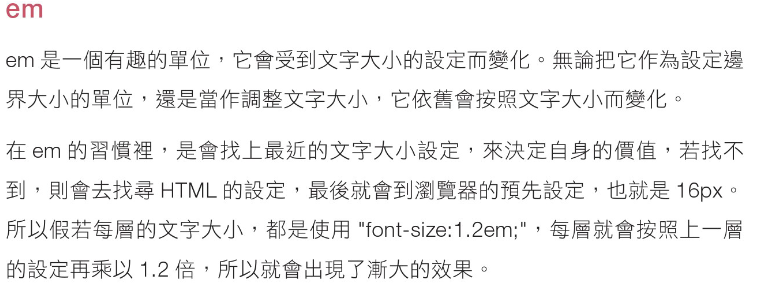 em
em 是一個有趣的單位，它會受到文字大小的設定而變化。無論把它作為設定邊
界大小的單位，還是當作調整文字大小，它依舊會按照文字大小而變化。
在 em 的習慣裡，是會找上最近的文字大小設定，來決定自身的價值，若找不
到，則會去找尋 HTML 的設定，最後就會到瀏覽器的預先設定，也就是 16px。
所以假若每層的文字大小，都是使用 "font-size:1.2em;"，每層就會按照上一層
的設定再乘以 1.2 倍，所以就會出現了漸大的效果。